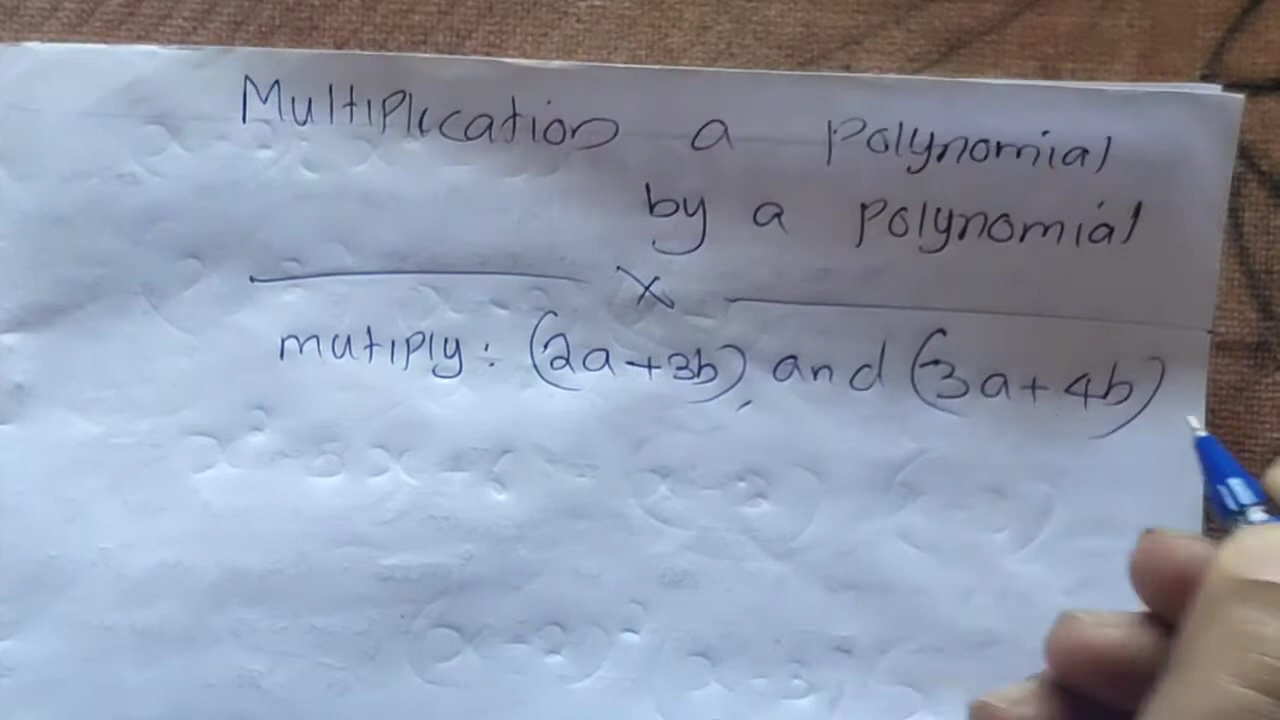 Multiplication a polynomial
by a polynomial
×
mutiply: (2a+3b), and (3a+4b)